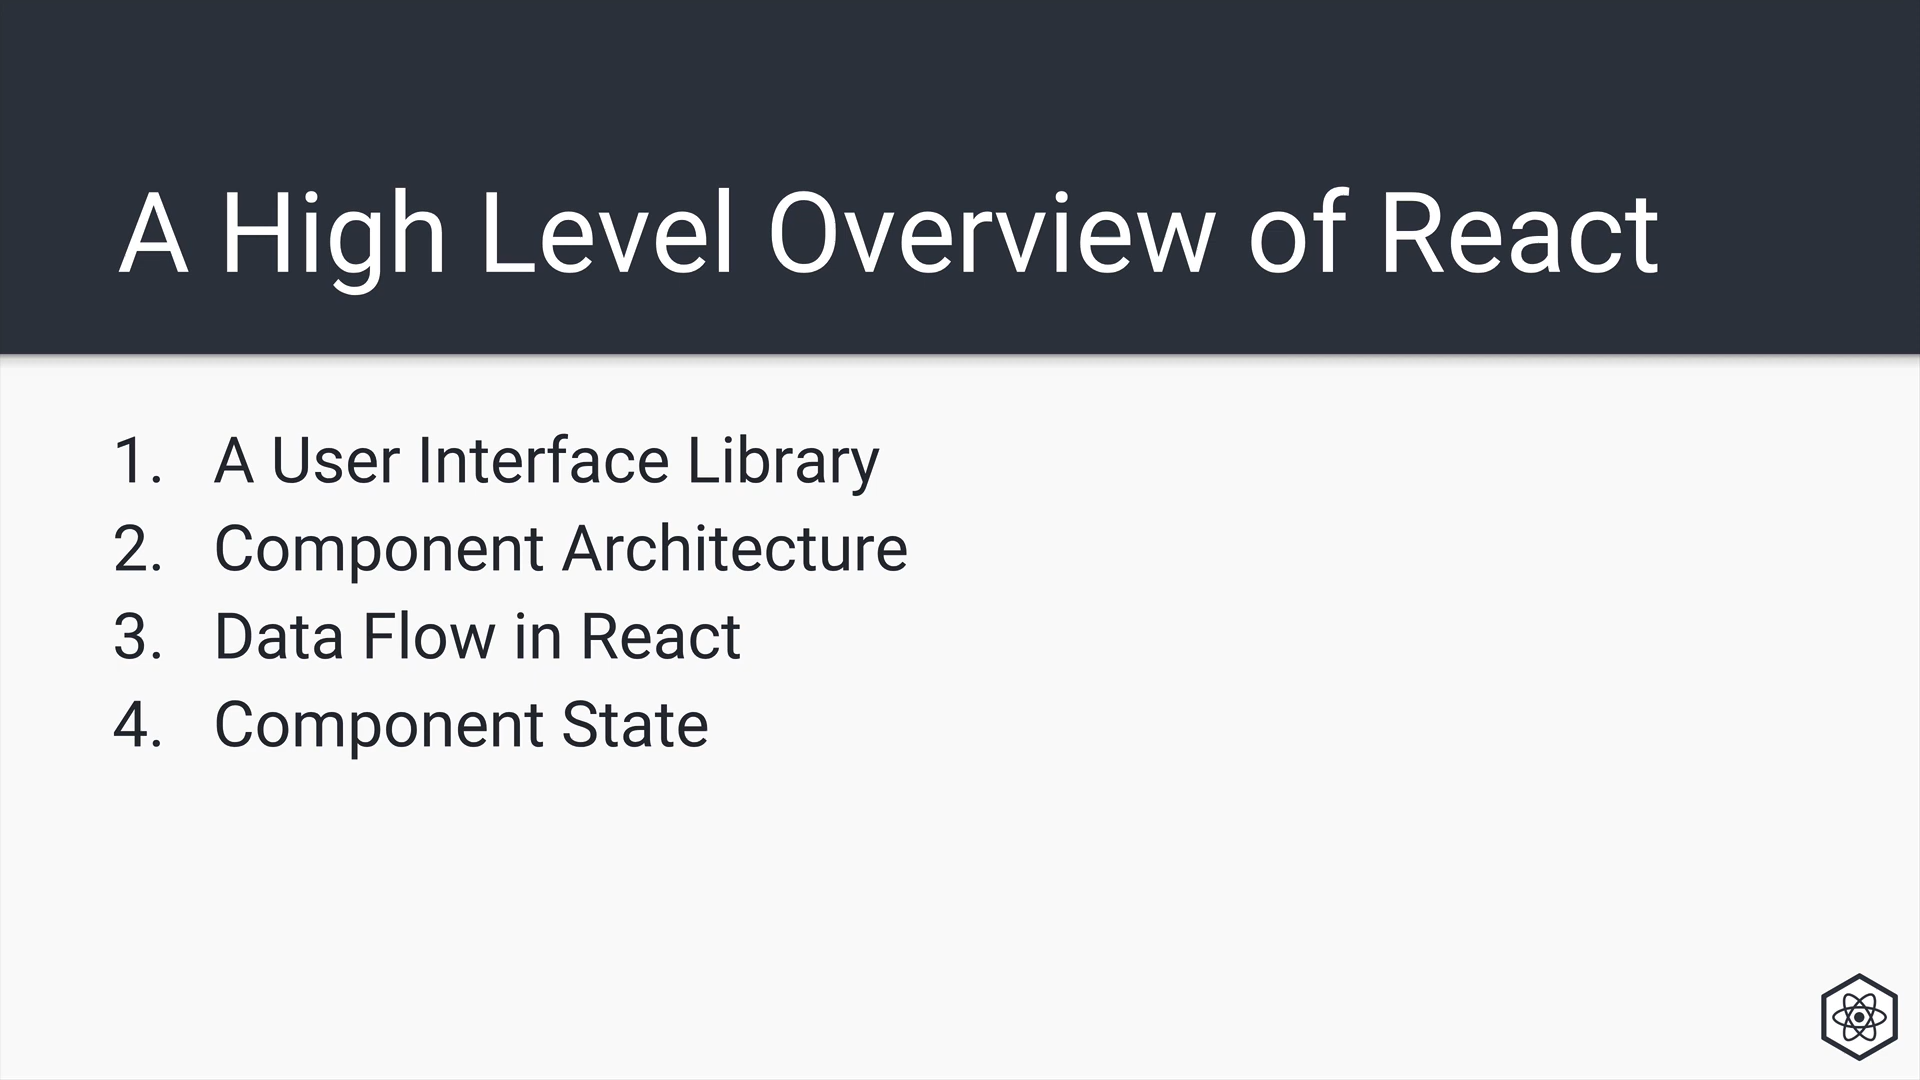 A High Level Overview of React
1. A User Interface Library
2. Component Architecture
3. Data Flow in React
4. Component State